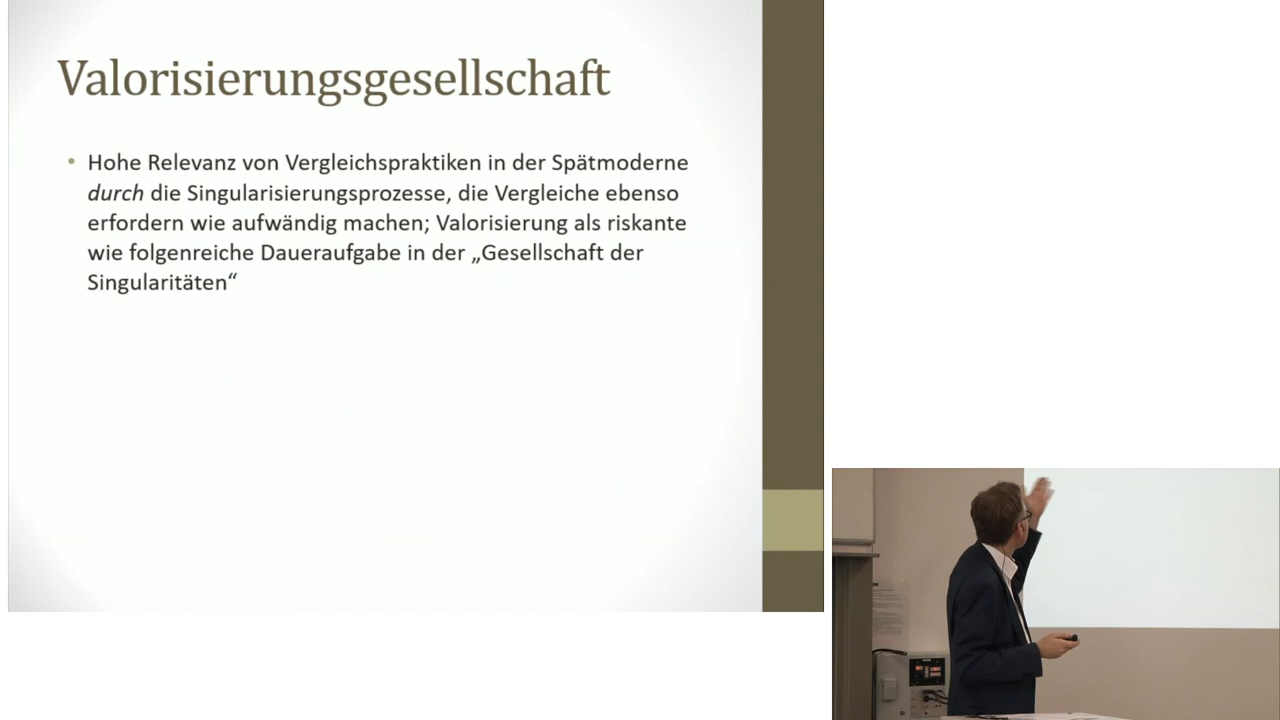 Valorisierungsgesellschaft
• Hohe Relevanz von Vergleichspraktiken in der Spätmoderne
durch die Singularisierungsprozesse, die Vergleiche ebenso
erfordern wie aufwändig machen; Valorisierung als riskante
wie folgenreiche Daueraufgabe in der „Gesellschaft der
Singularitäten“